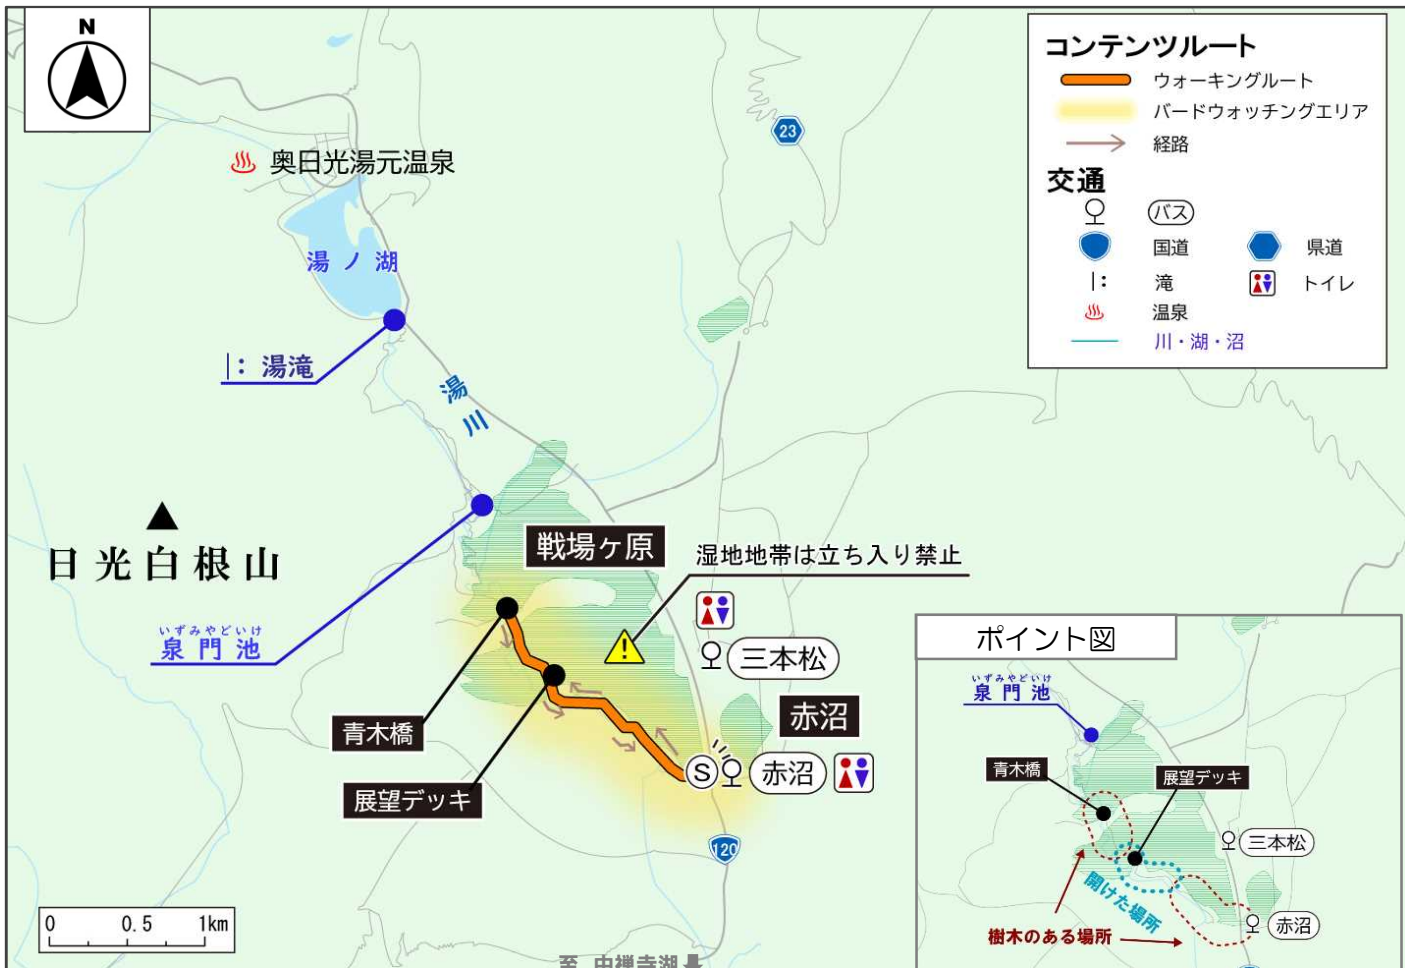 N
コンテンツルート
ウォーキングルート
バードウォッチングエリア
経路
交通
バス
国道
県道
滝
トイレ
温泉
川・湖・沼
23
奥日光湯元温泉
湯ノ湖
湯滝
湯川
日光白根山
戦場ヶ原
湿地地帯は立ち入り禁止
いずみやどいけ
泉門池
三本松
赤沼
青木橋
S
赤沼
展望デッキ
120
0 0.5 1km
至 中禅寺湖
ポイント図
いずみやどいけ
泉門池
青木橋
展望デッキ
三本松
開けた場所
赤沼
樹木のある場所